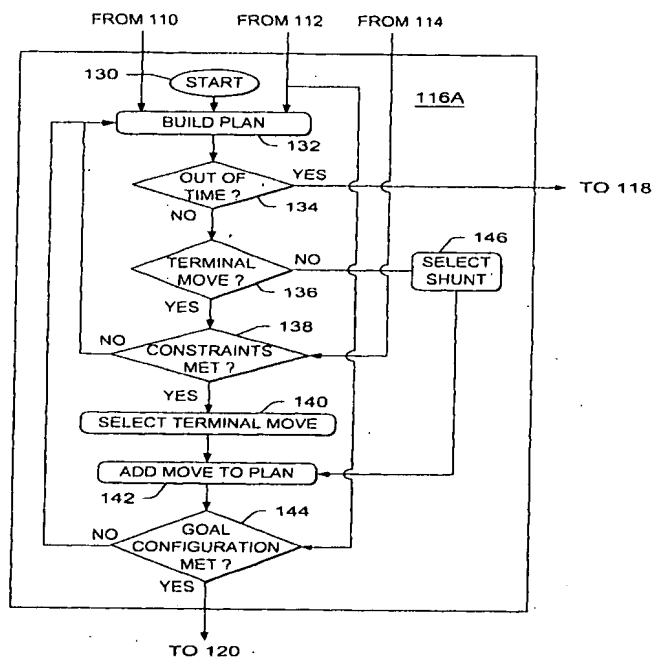 FROM 110
FROM 112
FROM 114
130
START
116A
BUILD PLAN
132
OUT OF
TIME ?
YES
134
TO 118
NO
TERMINAL
MOVE ?
NO
136
146
SELECT
SHUNT
YES
138
NO
CONSTRAINTS
MET ?
YES
140
SELECT TERMINAL MOVE
ADD MOVE TO PLAN
142
144
NO
GOAL
CONFIGURATION
MET ?
YES
TO 120